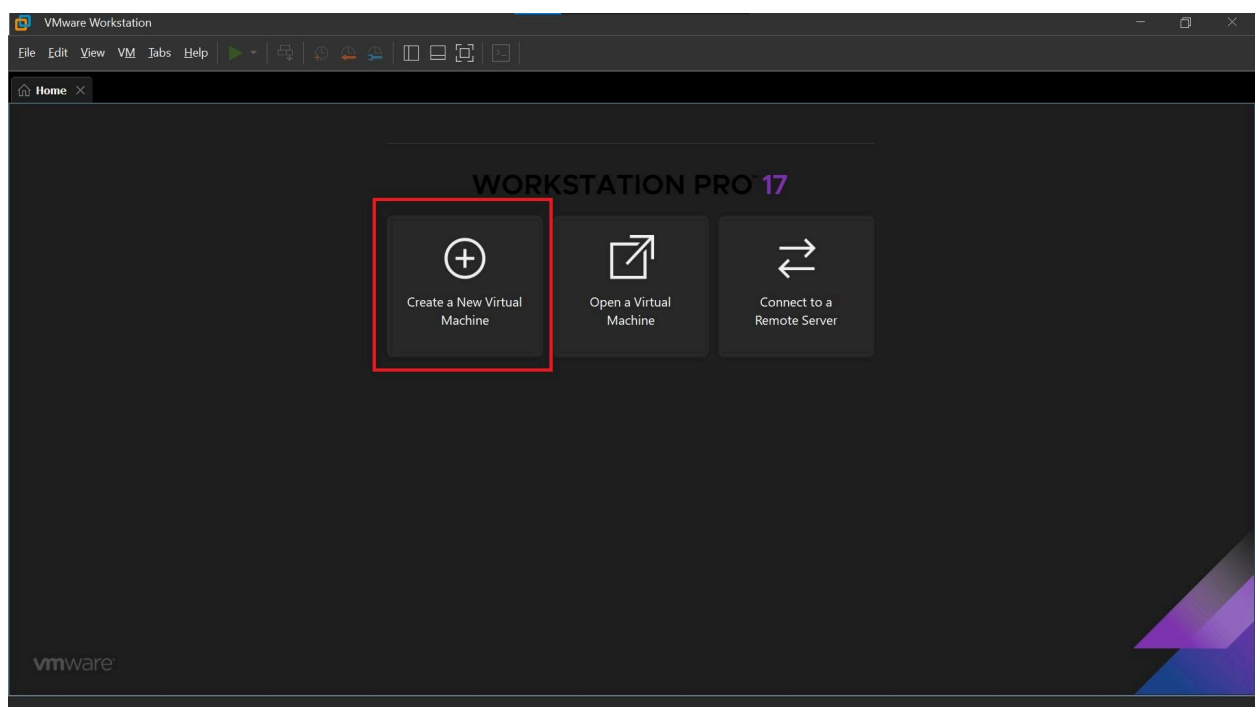 VMware Workstation
File Edit View VM Tabs Help
Home
WORKSTATION PRO™ 17
Create a New Virtual
Machine
Open a Virtual
Machine
Connect to a
Remote Server
vmware®